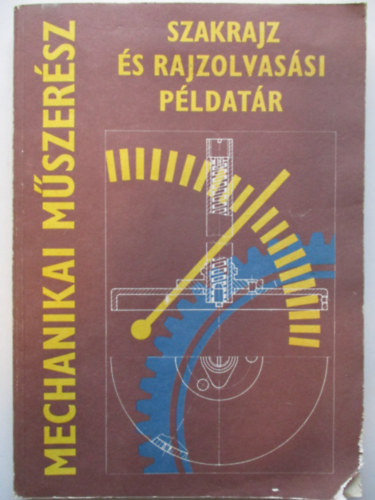 MECHANIKAI MŰSZERÉSZ
SZAKRAJZ
ÉS RAJZOLVASÁSI
PÉLDATÁR